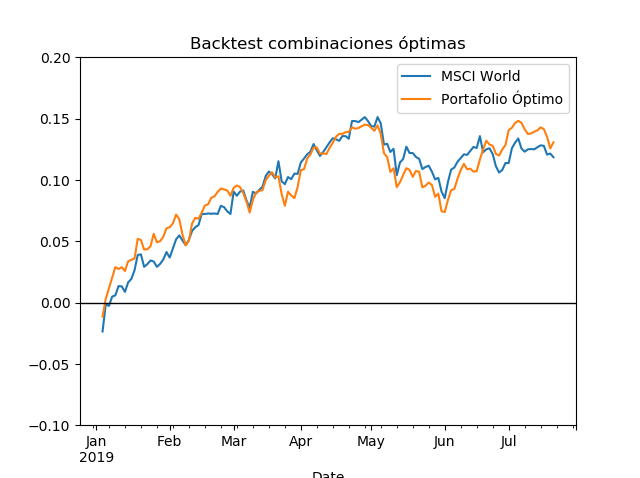 Backtest combinaciones óptimas
MSCI World
Portafolio Óptimo
0.20
0.15
0.10
0.05
0.00
−0.05
−0.10
Jan Feb Mar Apr May Jun Jul
2019
Date